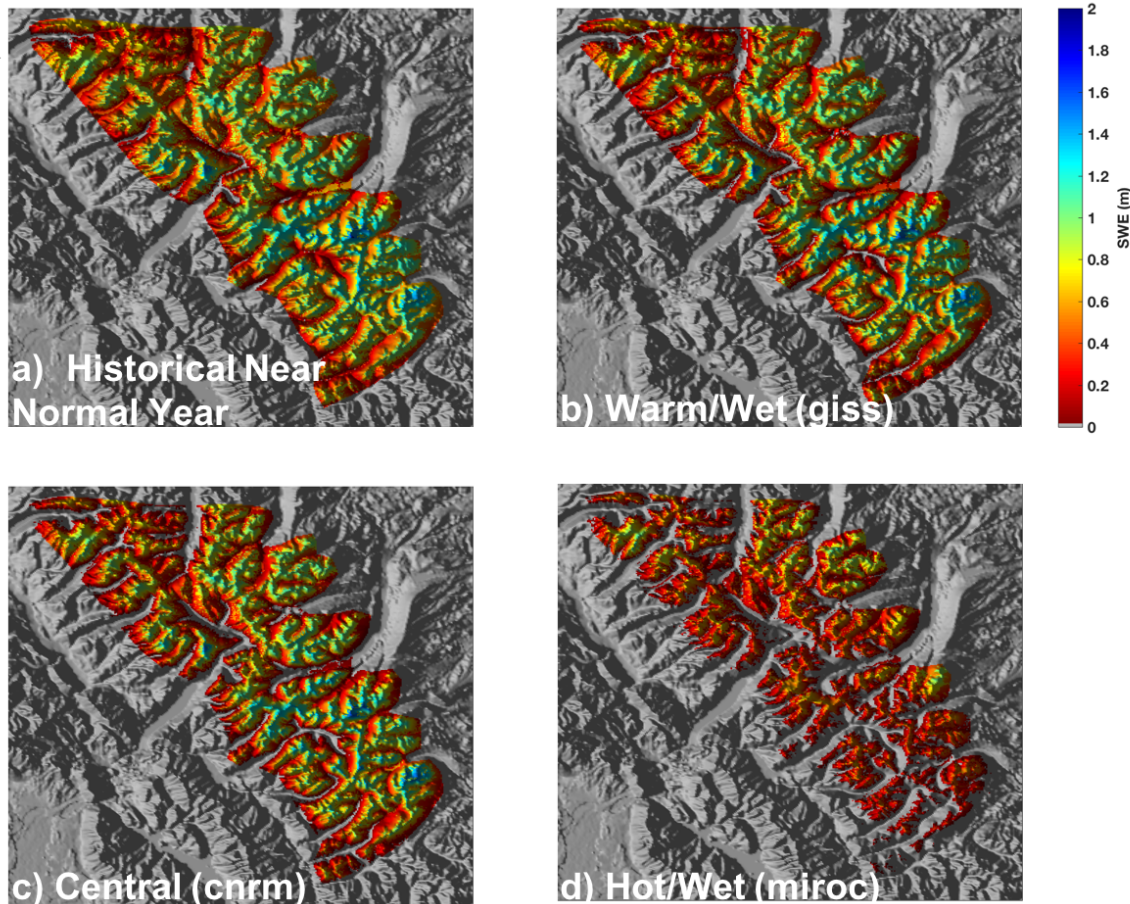 a) Historical Near
Normal Year
b) Warm/Wet (giss)
2
1.8
1.6
1.4
1.2
1
0.8
0.6
0.4
0.2
0
SWE (m)
c) Central (cnrm)
d) Hot/Wet (miroc)